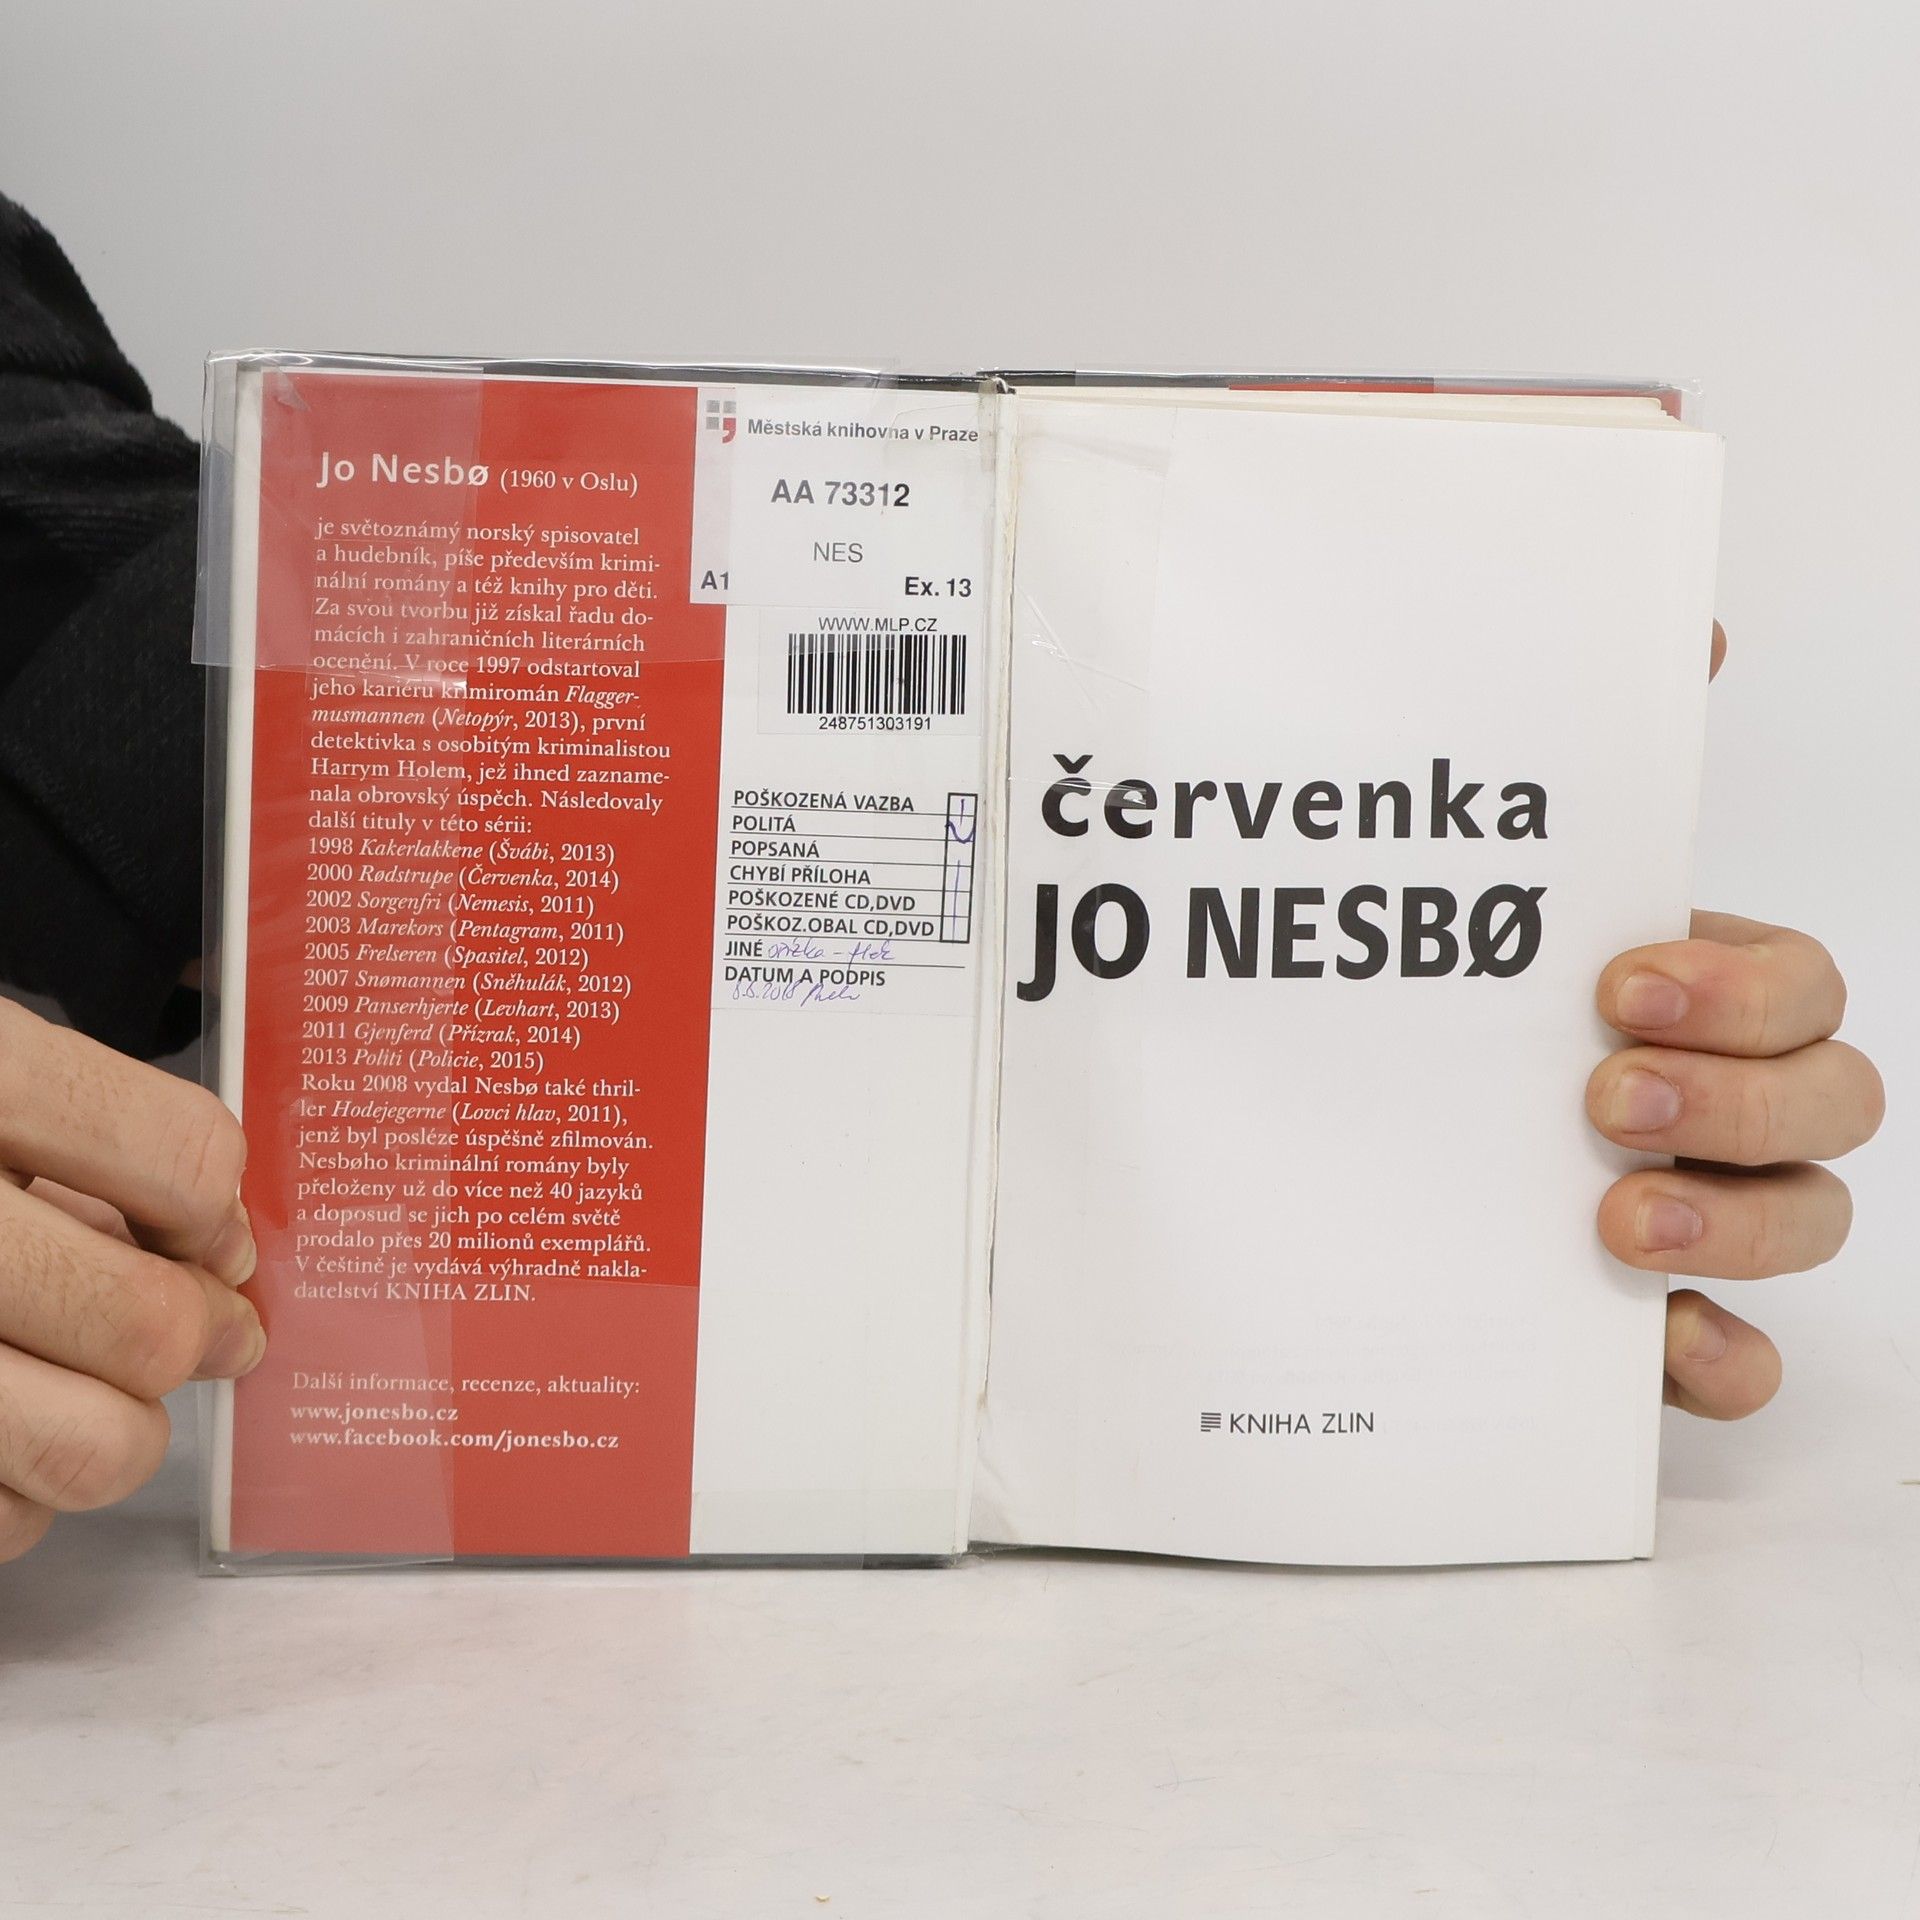 Jo Nesbø (1960 v Oslu)
je světoznámý norský spisovatel
a hudebník, píše především krimi-
nální romány a též knihy pro děti.
Za svou tvorbu již získal řadu do-
mácích i zahraničních literárních
ocenění. V roce 1997 odstartoval
jeho kariéru krimiromán Flagger-
musmannen (Netopýr, 2013), první
detektivka s osobitým kriminalistou
Harrym Holem, jež ihned zazname-
nala obrovský úspěch. Následovaly
další tituly v této sérii:
1998 Kakerlakkene (Švábi, 2013)
2000 Rødstrupe (Červenka, 2014)
2002 Sorgenfri (Nemesis, 2011)
2003 Marekors (Pentagram, 2011)
2005 Frelseren (Spasitel, 2012)
2007 Snømannen (Sněhulák, 2012)
2009 Panserhjerte (Levhart, 2013)
2011 Gjenferd (Přízrak, 2014)
2013 Politi (Policie, 2015)
Roku 2008 vydal Nesbø také thril-
ler Hodejegerne (Lovci hlav, 2011),
jenž byl posléze úspěšně zfilmován.
Nesbøho kriminální romány byly
přeloženy už do více než 40 jazyků
a doposud se jich po celém světě
prodalo přes 20 milionů exemplářů.
V češtině je vydává výhradně nakla-
datelství KNIHA ZLIN.
Další informace, recenze, aktuality:
www.jonesbo.cz
www.facebook.com/jonesbo.cz
Městská knihovna v Praze
AA 73312
NES
A1 Ex. 13
WWW.MLP.CZ
248751303191
POŠKOZENÁ VAZBA
POLITÁ
POPSANÁ
CHYBÍ PŘÍLOHA
POŠKOZENÉ CD,DVD
POŠKOZ.OBAL CD,DVD
JINÉ
DATUM A PODPIS
červenka
JO NESBØ
KNIHA ZLIN